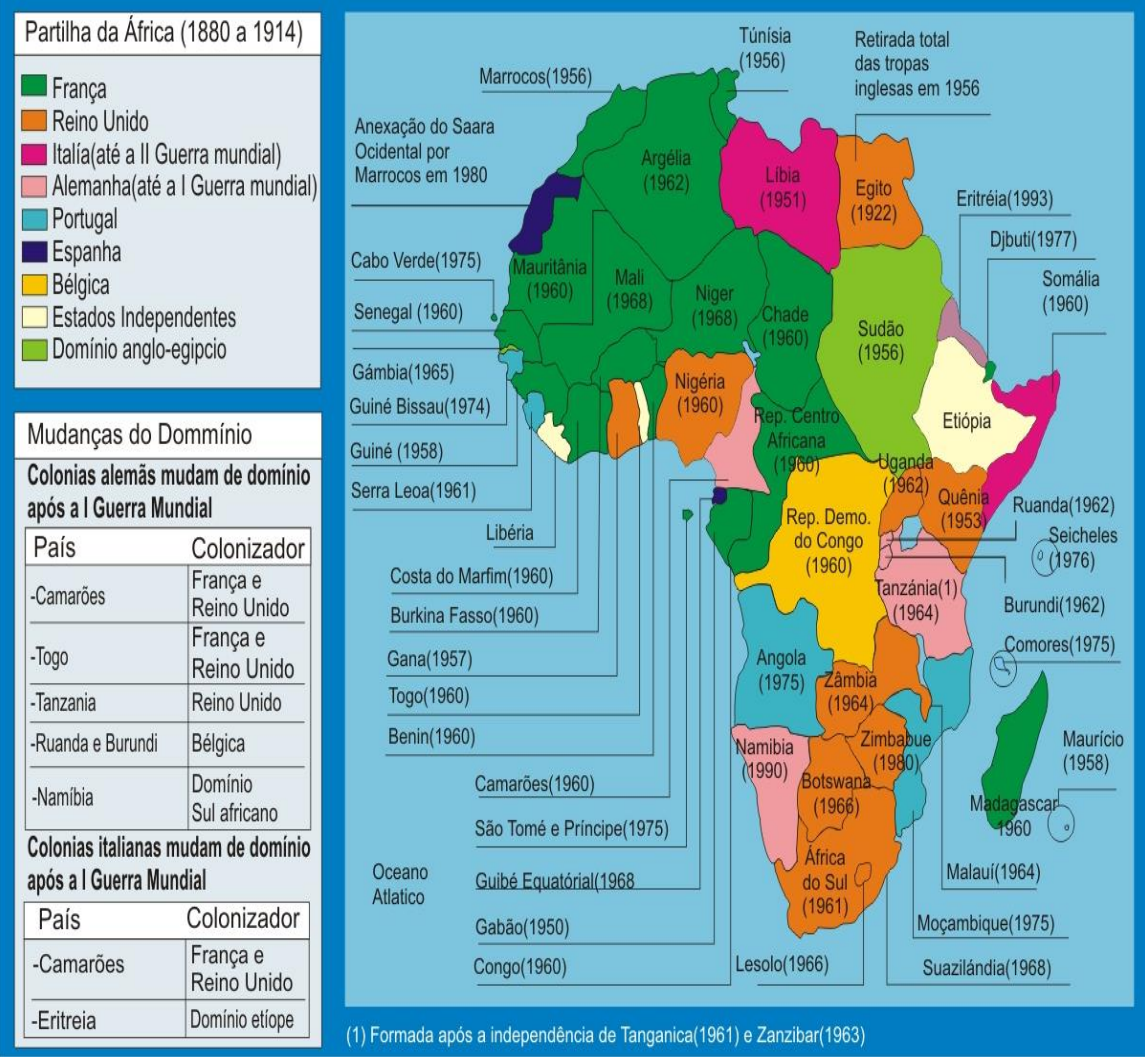 Partilha da África (1880 a 1914)
França
Reino Unido
Italía(até a II Guerra mundial)
Alemanha(até a I Guerra mundial)
Portugal
Espanha
Bélgica
Estados Independentes
Domínio anglo-egipcio
Mudanças do Dommínio
Colonias alemãs mudam de domínio
após a I Guerra Mundial
País Colonizador
-Camarões França e
Reino Unido
-Togo França e
Reino Unido
-Tanzania Reino Unido
-Ruanda e Burundi Bélgica
-Namíbia Domínio
Sul africano
Colonias italianas mudam de domínio
após a I Guerra Mundial
País Colonizador
-Camarões França e
Reino Unido
-Eritreia Domínio etíope
Marrocos(1956)
Túnísia
(1956)
Retirada total
das tropas
inglesas em 1956
Anexação do Saara
Ocidental por
Marrocos em 1980
Argélia
(1962)
Líbia
(1951)
Egito
(1922)
Eritréia(1993)
Djbuti(1977)
Somália
(1960)
Cabo Verde(1975)
Mauritânia
(1960)
Mali
(1968)
Niger
(1968)
Chade
(1960)
Sudão
(1956)
Senegal (1960)
Gámbia(1965)
Guiné Bissau(1974)
Guiné (1958)
Serra Leoa(1961)
Libéria
Nigéria
(1960)
Rep. Centro
Africana
(1960)
Etiópia
Uganda
(1962)
Quênia
(1953)
Ruanda(1962)
Seicheles
(1976)
Rep. Demo.
do Congo
(1960)
Tanzánia(1)
(1964)
Burundi(1962)
Comores(1975)
Costa do Marfim(1960)
Burkina Fasso(1960)
Gana(1957)
Togo(1960)
Benin(1960)
Angola
(1975)
Zâmbia
(1964)
Namibia
(1990)
Zimbabue
(1980)
Botswana
(1966)
Maurício
(1958)
Madagascar
1960
Camarões(1960)
São Tomé e Príncipe(1975)
Guibé Equatórial(1968
Gabão(1950)
Congo(1960)
Oceano
Atlatico
África
do Sul
(1961)
Malauí(1964)
Moçambique(1975)
Lesolo(1966)
Suazilándia(1968)
(1) Formada após a independência de Tanganica(1961) e Zanzibar(1963)